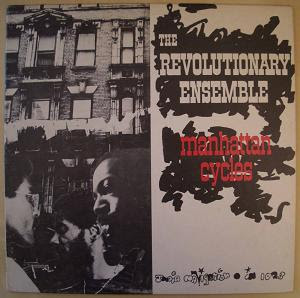 THE
REVOLUTIONARY
ENSEMBLE
manhattan
cycles